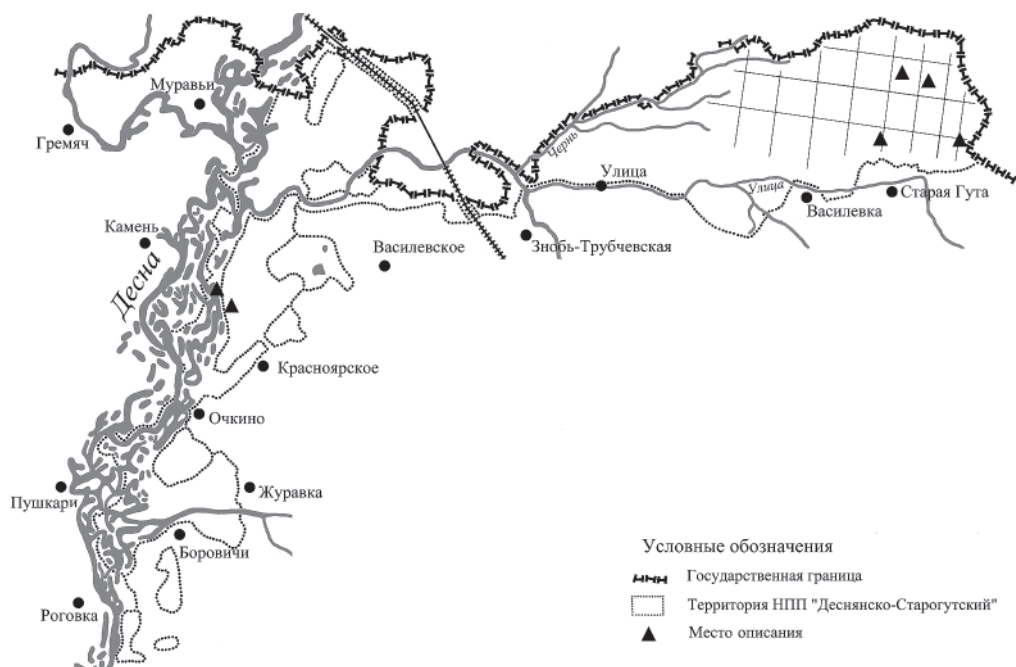 Муравьи
Гремяч
Чернь
Улица
Улица
Старая Гута
Василевка
Камень
Десна
Василевское
Знобь-Трубчевская
Красноярское
Очкино
Пушкари
Журавка
Боровичи
Роговка
Условные обозначения
Государственная граница
Территория НПП "Деснянско-Старогутский"
Место описания